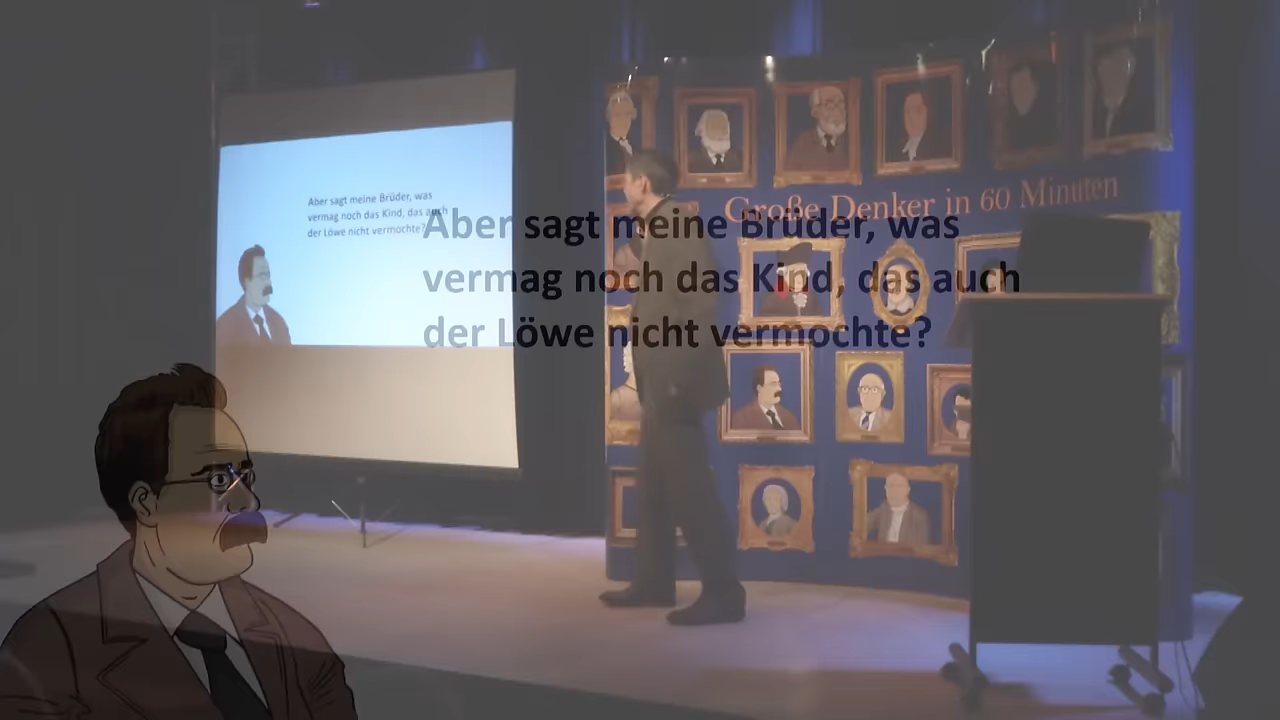 Aber sagt meine Brüder, was
vermag noch das Kind, das auch
der Löwe nicht vermochte?
Große Denker in 60 Minuten
Aber sagt meine Brüder, was
vermag noch das Kind, das auch
der Löwe nicht vermochte?